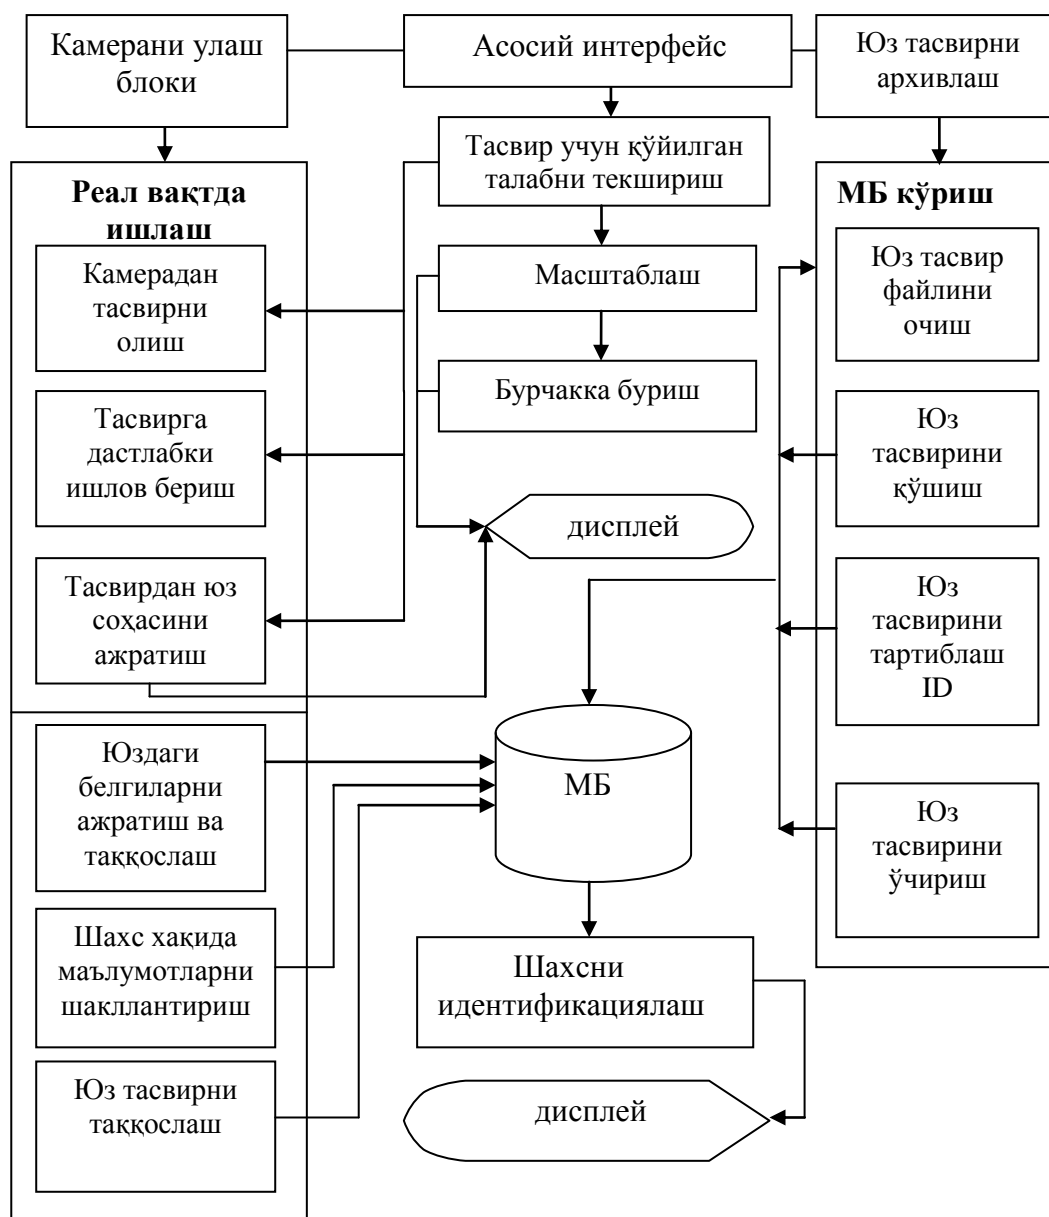 Камерани улаш
блоки
Асосий интерфейс
Юз тасвирни
архивлаш
Тасвир учун қўйилган
талабни текшириш
Реал вақтда
ишлаш
МБ кўриш
Камерадан
тасвирни
олиш
Масштаблаш
Юз тасвир
файлини
очиш
Бурчакка буриш
Тасвирга
дастлабки
ишлов бериш
Юз
тасвирини
қўшиш
дисплей
Тасвирдан юз
соҳасини
ажратиш
Юз
тасвирини
тартиблаш
ID
Юздаги
белгиларни
ажратиш ва
таққослаш
МБ
Юз
тасвирини
ўчириш
Шахс хақида
маълумотларни
шакллантириш
Шахсни
идентификациялаш
Юз тасвирни
таққослаш
дисплей